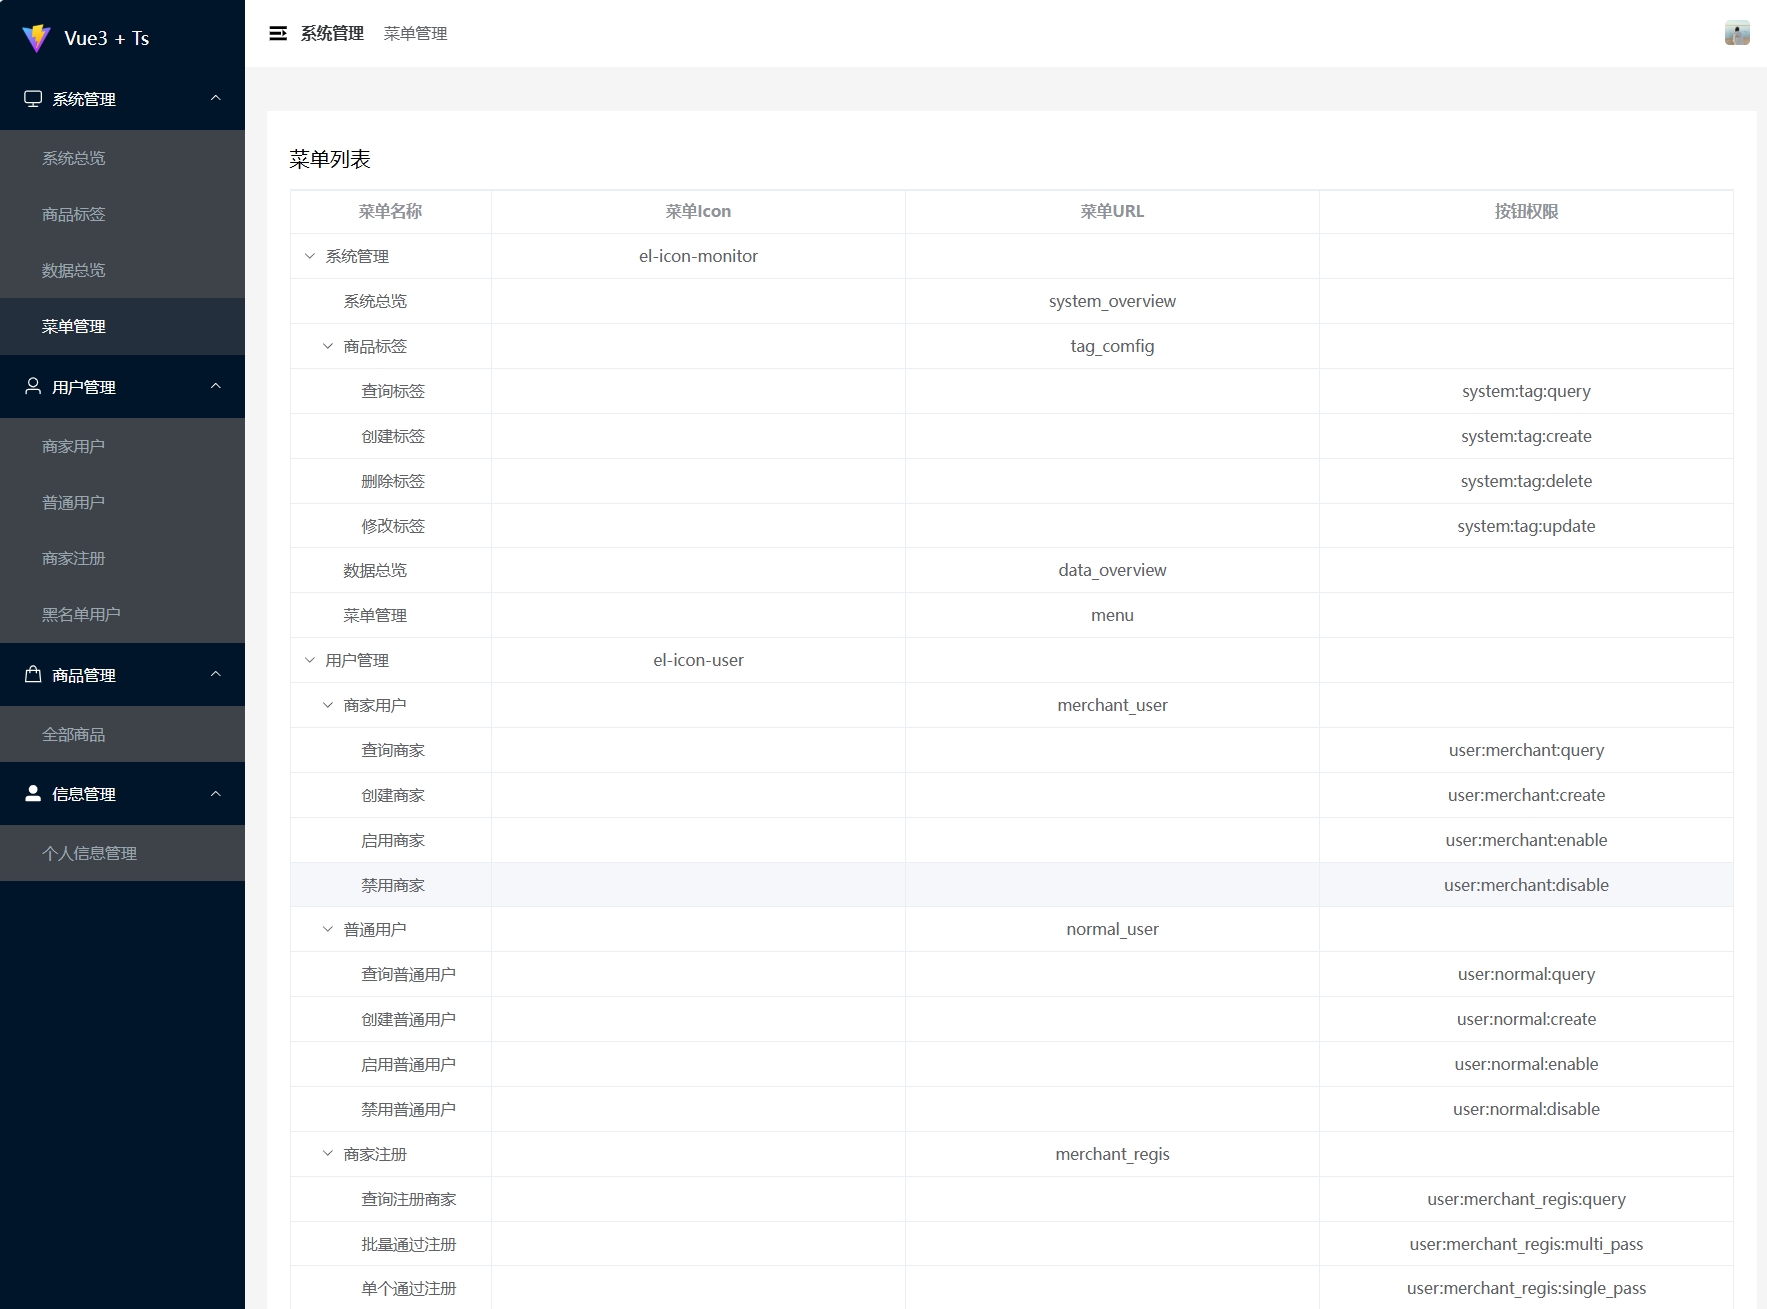 Vue3 + Ts
系统管理
系统总览
商品标签
数据总览
菜单管理
用户管理
商家用户
普通用户
商家注册
黑名单用户
商品管理
全部商品
信息管理
个人信息管理
系统管理 菜单管理
菜单列表
菜单名称 菜单Icon 菜单URL 按钮权限
系统管理 el-icon-monitor
系统总览 system_overview
商品标签 tag_comfig
查询标签 system:tag:query
创建标签 system:tag:create
删除标签 system:tag:delete
修改标签 system:tag:update
数据总览 data_overview
菜单管理 menu
用户管理 el-icon-user
商家用户 merchant_user
查询商家 user:merchant:query
创建商家 user:merchant:create
启用商家 user:merchant:enable
禁用商家 user:merchant:disable
普通用户 normal_user
查询普通用户 user:normal:query
创建普通用户 user:normal:create
启用普通用户 user:normal:enable
禁用普通用户 user:normal:disable
商家注册 merchant_regis
查询注册商家 user:merchant_regis:query
批量通过注册 user:merchant_regis:multi_pass
单个通过注册 user:merchant_regis:single_pass